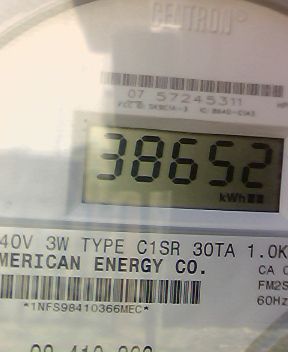 CENTRON®
07 57245311
38652
kWh
40V 3W TYPE C1SR 30TA 1.0K
MERICAN ENERGY CO.
CA 0
FM2S
*1NFS98410366MEC*
60Hz